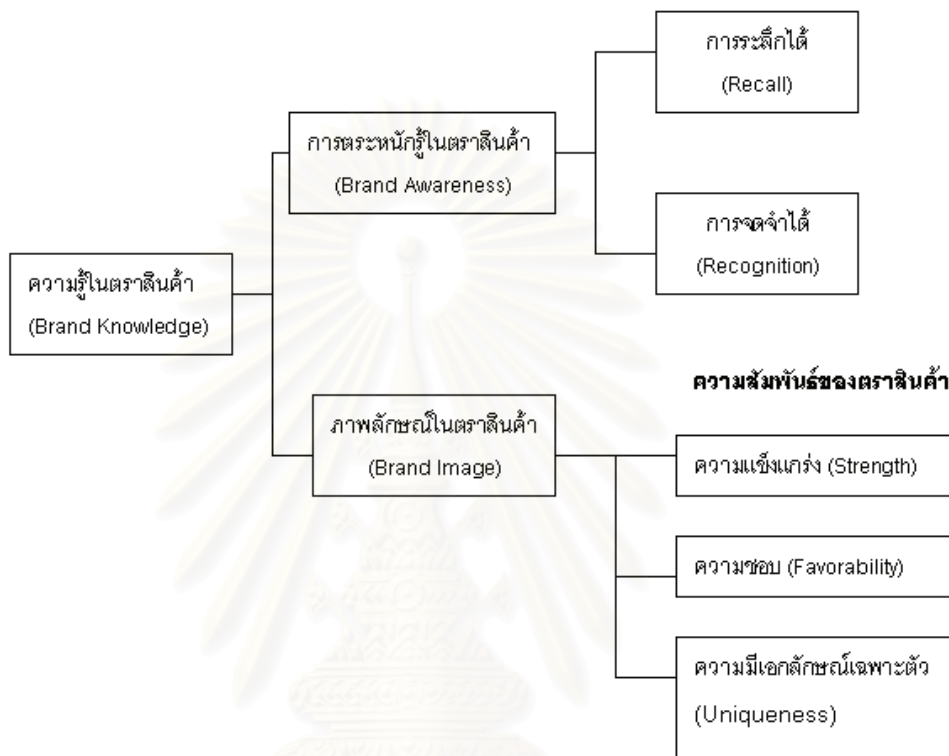 การระลึกได้
(Recall)
การตระหนักรู้ในตราสินค้า
(Brand Awareness)
การจดจำได้
(Recognition)
ความรู้ในตราสินค้า
(Brand Knowledge)
ความสัมพันธ์ของตราสินค้า
ภาพลักษณ์ในตราสินค้า
(Brand Image)
ความแข็งแกร่ง (Strength)
ความชอบ (Favorability)
ความมีเอกลักษณ์เฉพาะตัว
(Uniqueness)